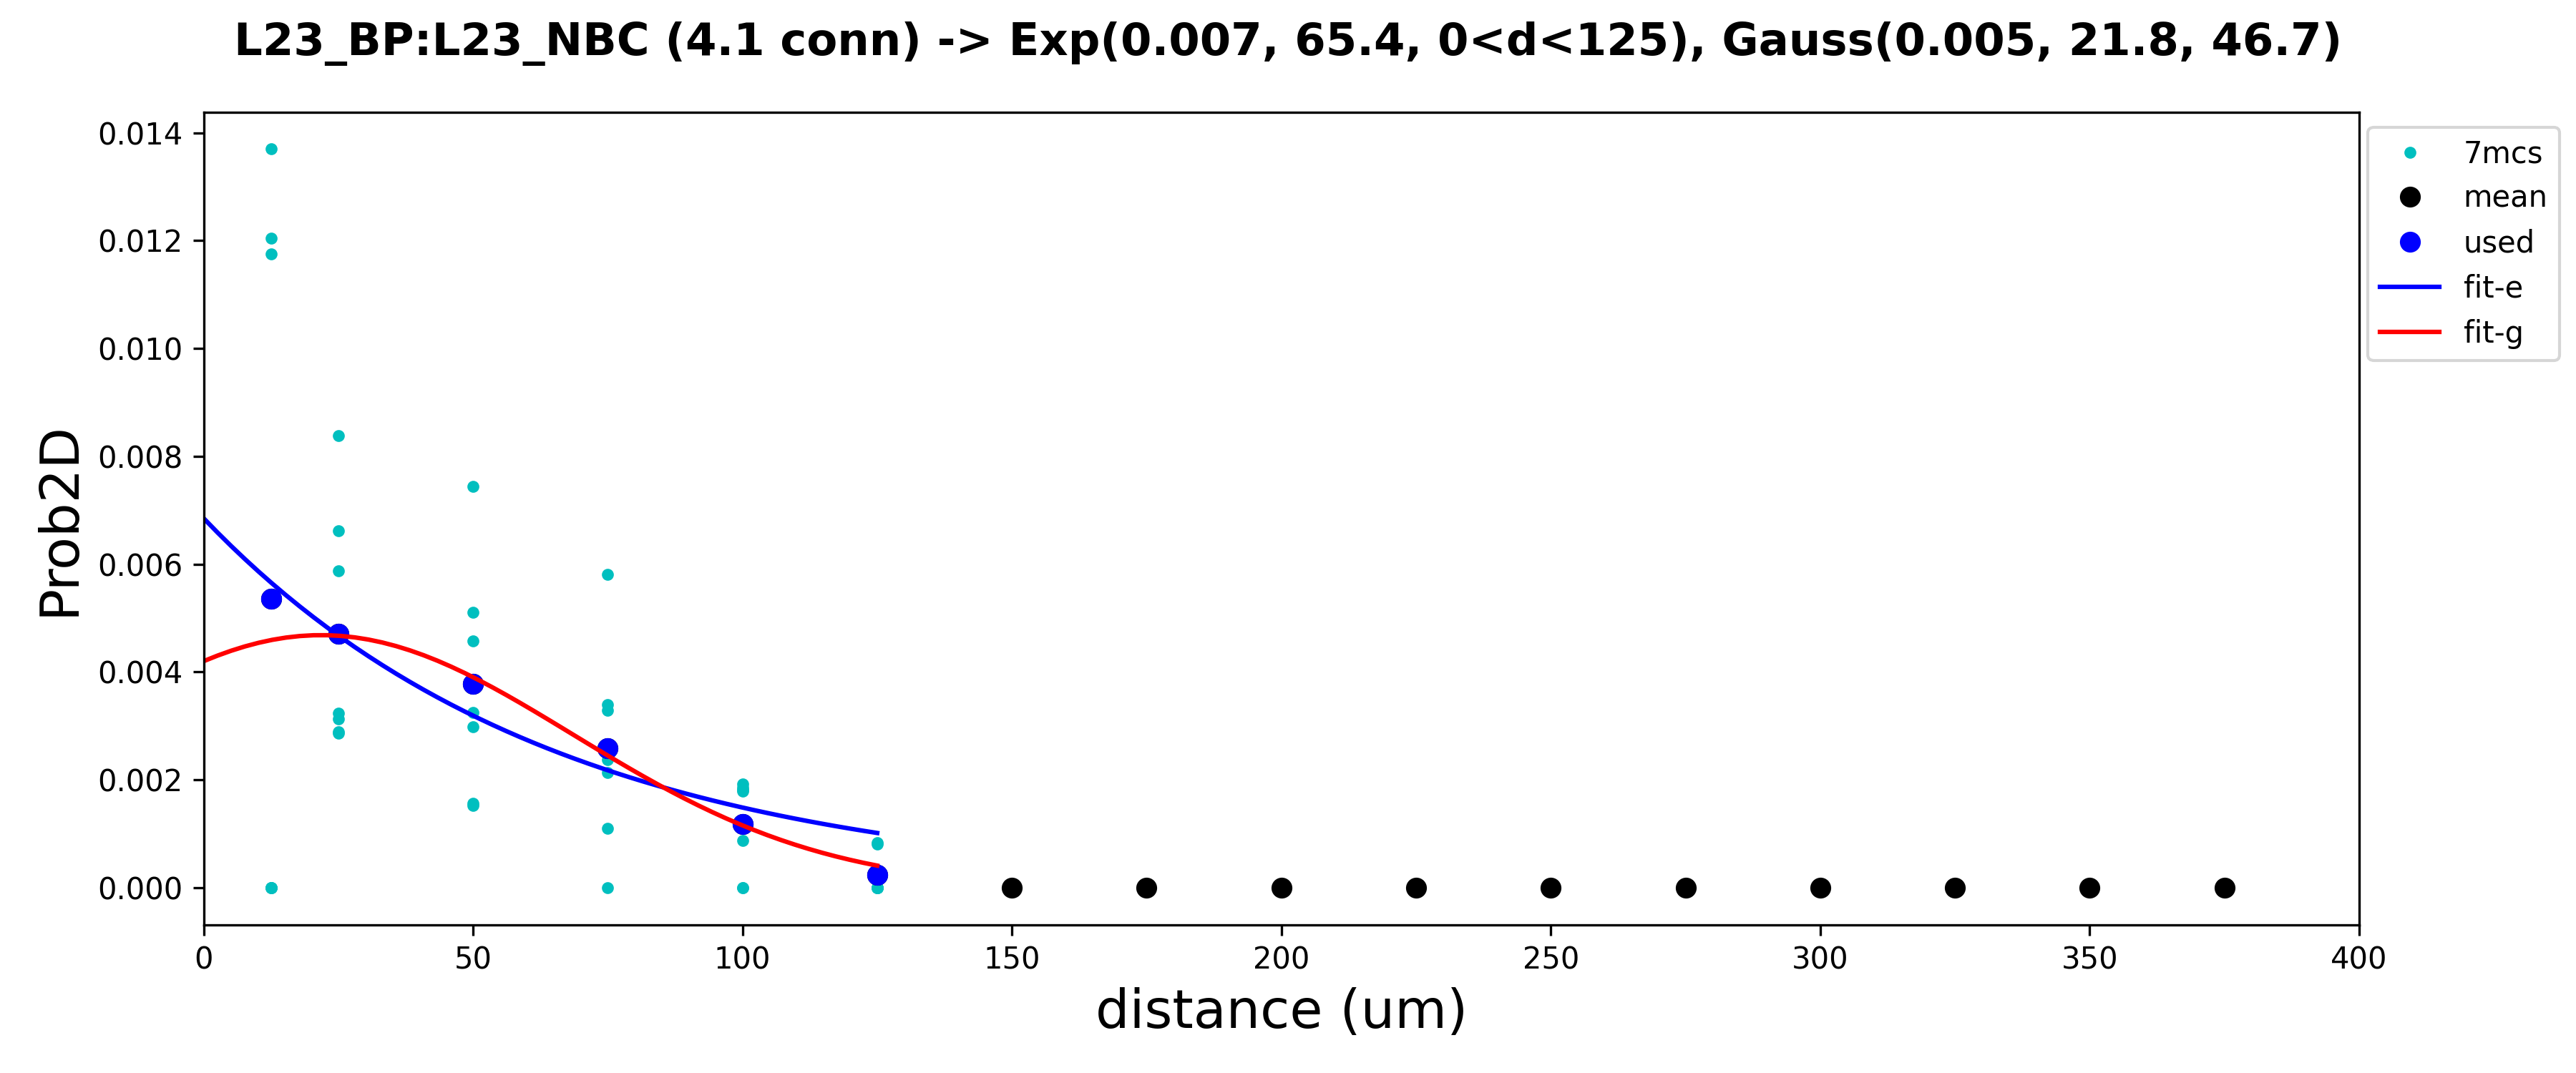 L23_BP:L23_NBC (4.1 conn) -> Exp(0.007, 65.4, 0<d<125), Gauss(0.005, 21.8, 46.7)
0.014
0.012
0.010
0.008
0.006
0.004
0.002
0.000
Prob2D
0 50 100 150 200 250 300 350 400
distance (um)
7mcs
mean
used
fit-e
fit-g